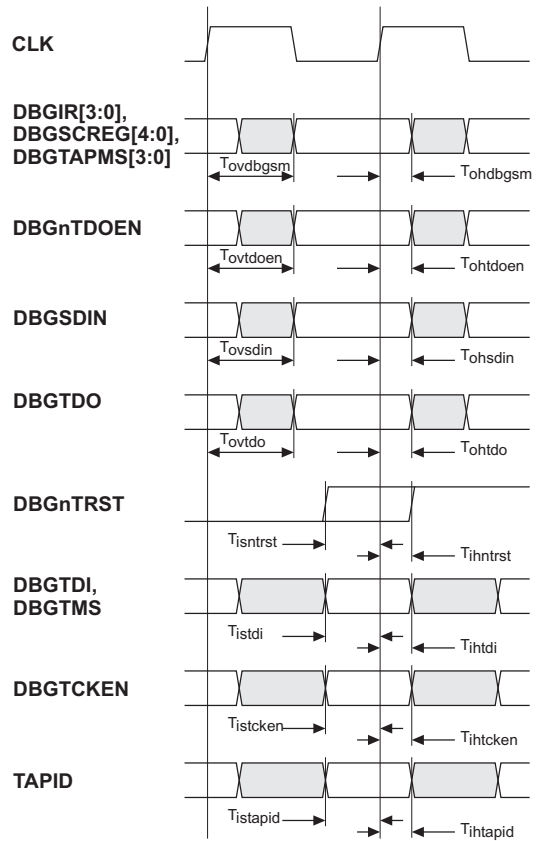 CLK
DBGIR[3:0],
DBGSCREG[4:0],
DBGTAPMS[3:0]
Tovdbgsm
Tohdbgsm
DBGnTDOEN
Tovtdoen
Tohtdoen
DBGSDIN
Tovsdin
Tohsdin
DBGTDO
Tovtdo
Tohtdo
DBGnTRST
Tisntrst
Tihntrst
DBGTDI,
DBGTMS
Tistdi
Tihtdi
DBGTCKEN
Tistcken
Tihtcken
TAPID
Tistapid
Tihtapid